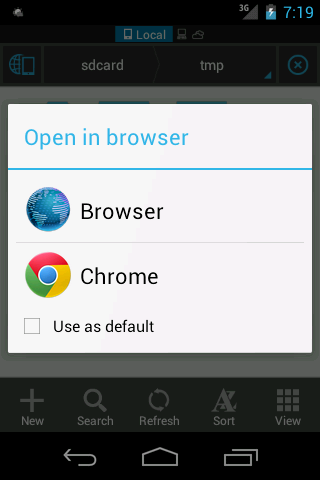 3G 7:19
Local
sdcard tmp
Open in browser
Browser
Chrome
Use as default
New Search Refresh Sort View